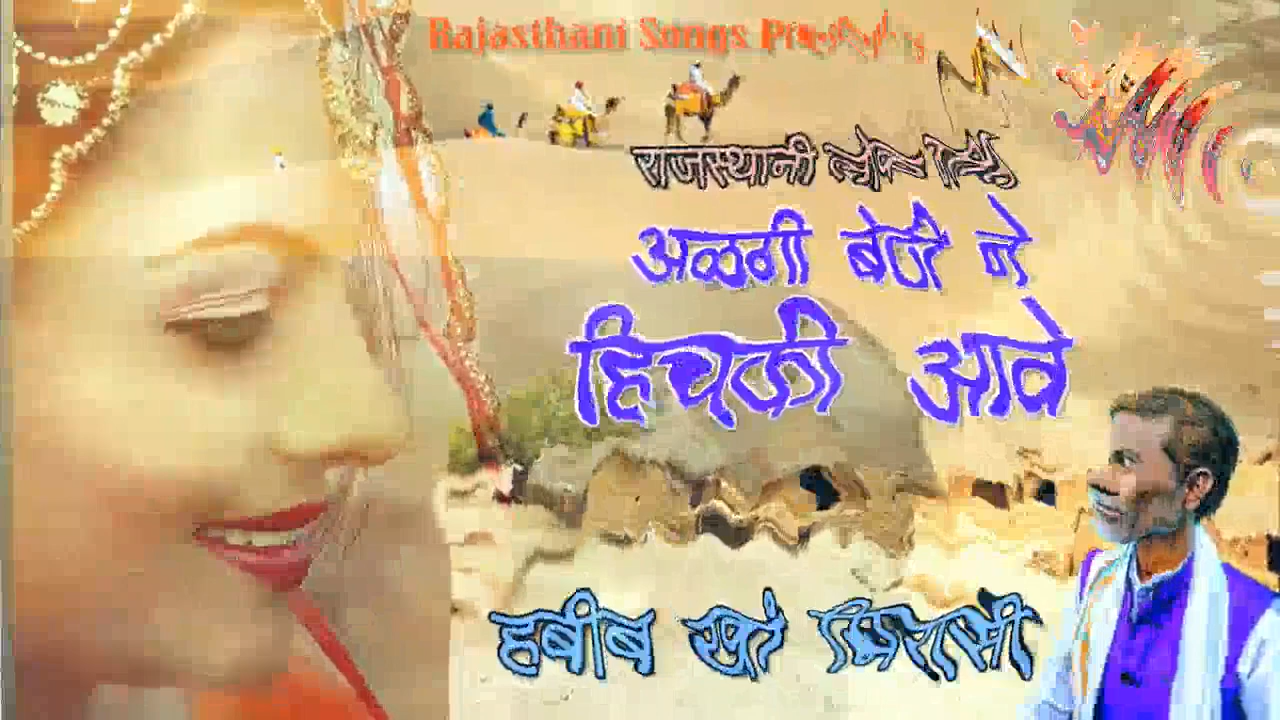 Rajasthani Songs
राजस्थानी लोक
अळगी बेठी ने
हिचकी आवे
हबीब खां मिरासी